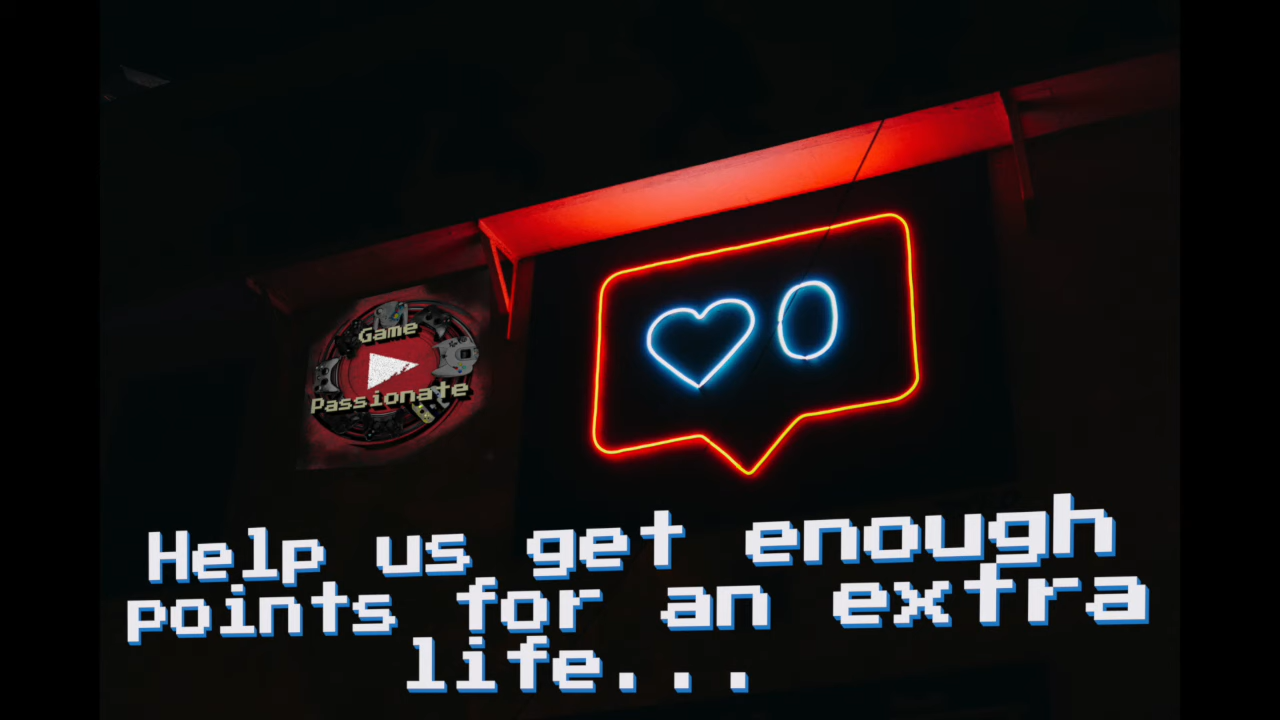 Game
Passionate
0
Help us get enough
points for an extra
life...